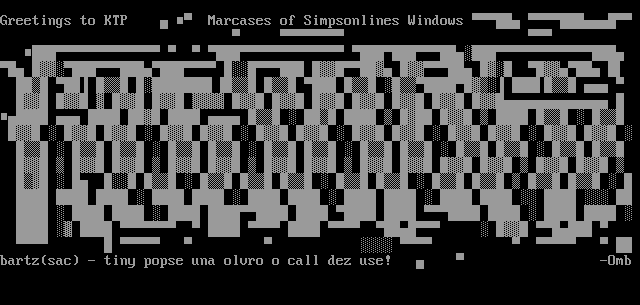 Greetings to KTP Marcases of Simpsonlines Windows
bartz(sac) - tiny popse una olvro o call dez use! -Omb